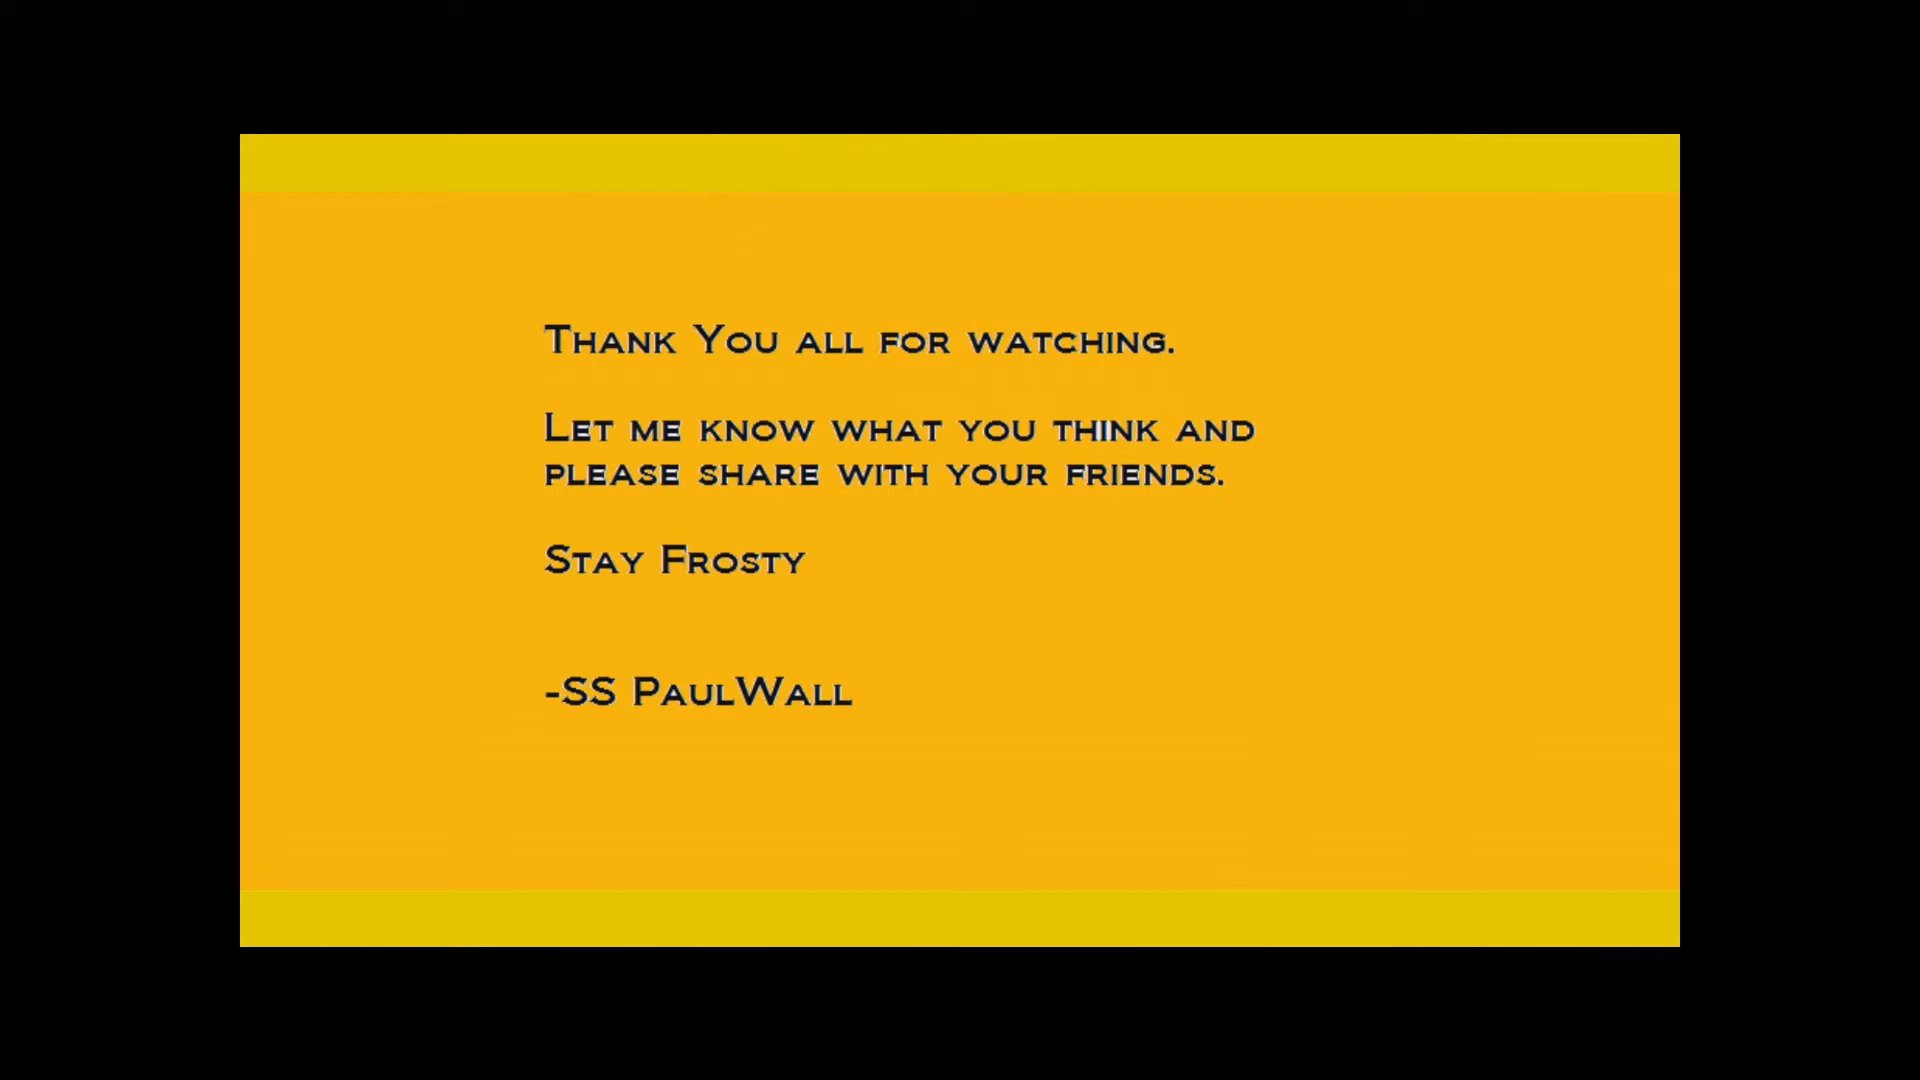 Thank You all for watching.
Let me know what you think and
please share with your friends.
Stay Frosty
-SS PaulWall